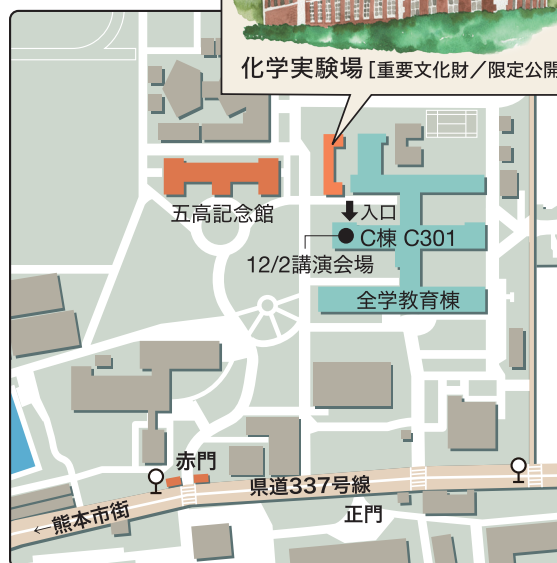 化学実験場 [重要文化財／限定公開
五高記念館
入口
C棟 C301
12/2講演会場
全学教育棟
赤門
県道337号線
←熊本市街
正門